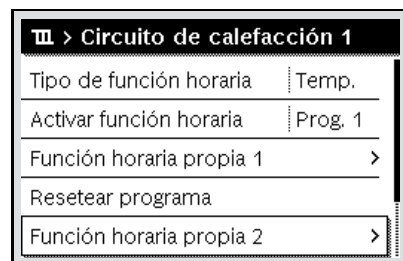 > Circuito de calefacción 1
Tipo de función horaria Temp.
Activar función horaria Prog. 1
Función horaria propia 1 >
Resetear programa
Función horaria propia 2 >